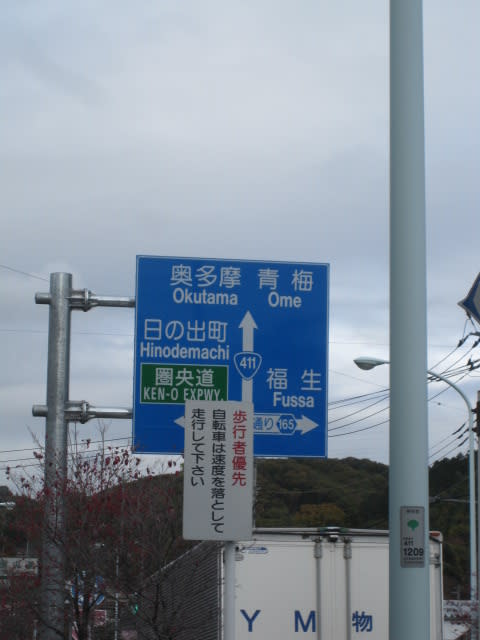 奥多摩 青梅
Okutama Ome
日の出町
Hinodemachi
411
圏央道
KEN-O EXPWY
福生
Fussa
通り 165
歩行者優先
自転車は速度を落として
走行して下さい
411
1209
Y M 物